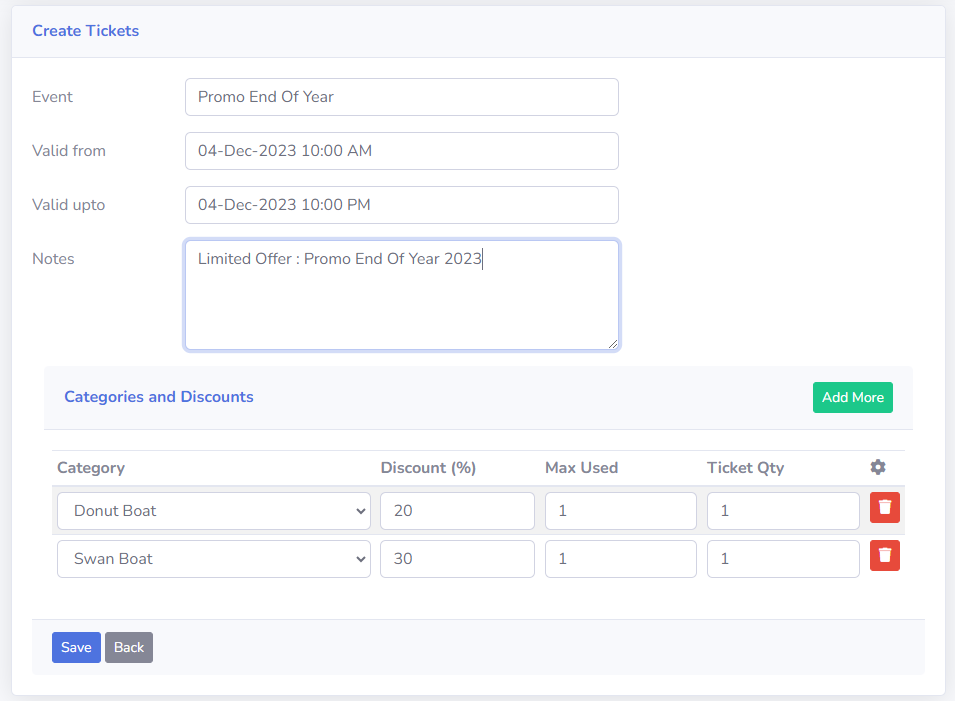 Create Tickets
Event Promo End Of Year
Valid from 04-Dec-2023 10:00 AM
Valid upto 04-Dec-2023 10:00 PM
Notes Limited Offer : Promo End Of Year 2023
Categories and Discounts Add More
Category Discount (%) Max Used Ticket Qty
Donut Boat 20 1 1
Swan Boat 30 1 1
Save Back